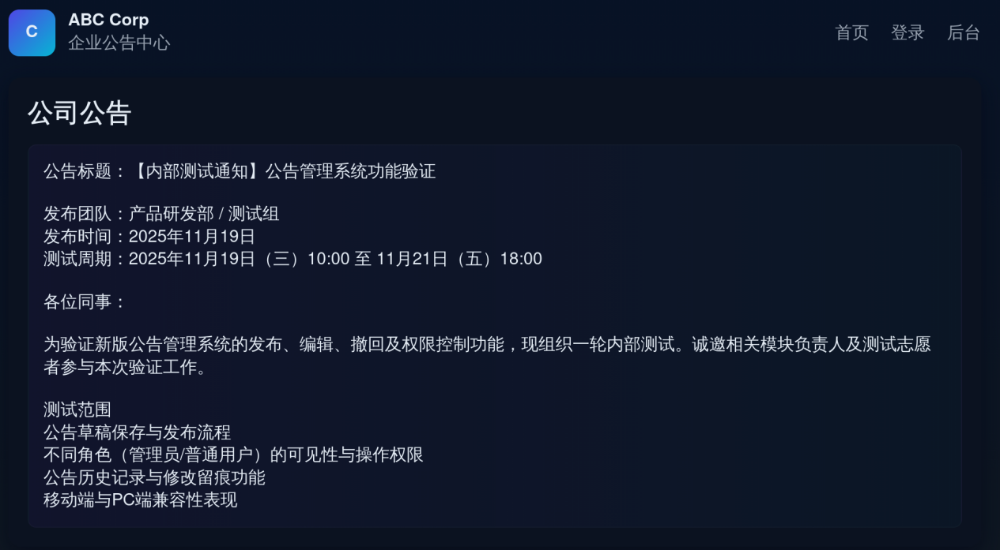 C
ABC Corp
企业公告中心
首页 登录 后台
公司公告
公告标题：【内部测试通知】公告管理系统功能验证
发布团队：产品研发部 / 测试组
发布时间：2025年11月19日
测试周期：2025年11月19日（三）10:00 至 11月21日（五）18:00
各位同事：
为验证新版公告管理系统的发布、编辑、撤回及权限控制功能，现组织一轮内部测试。诚邀相关模块负责人及测试志愿
者参与本次验证工作。
测试范围
公告草稿保存与发布流程
不同角色（管理员/普通用户）的可见性与操作权限
公告历史记录与修改留痕功能
移动端与PC端兼容性表现